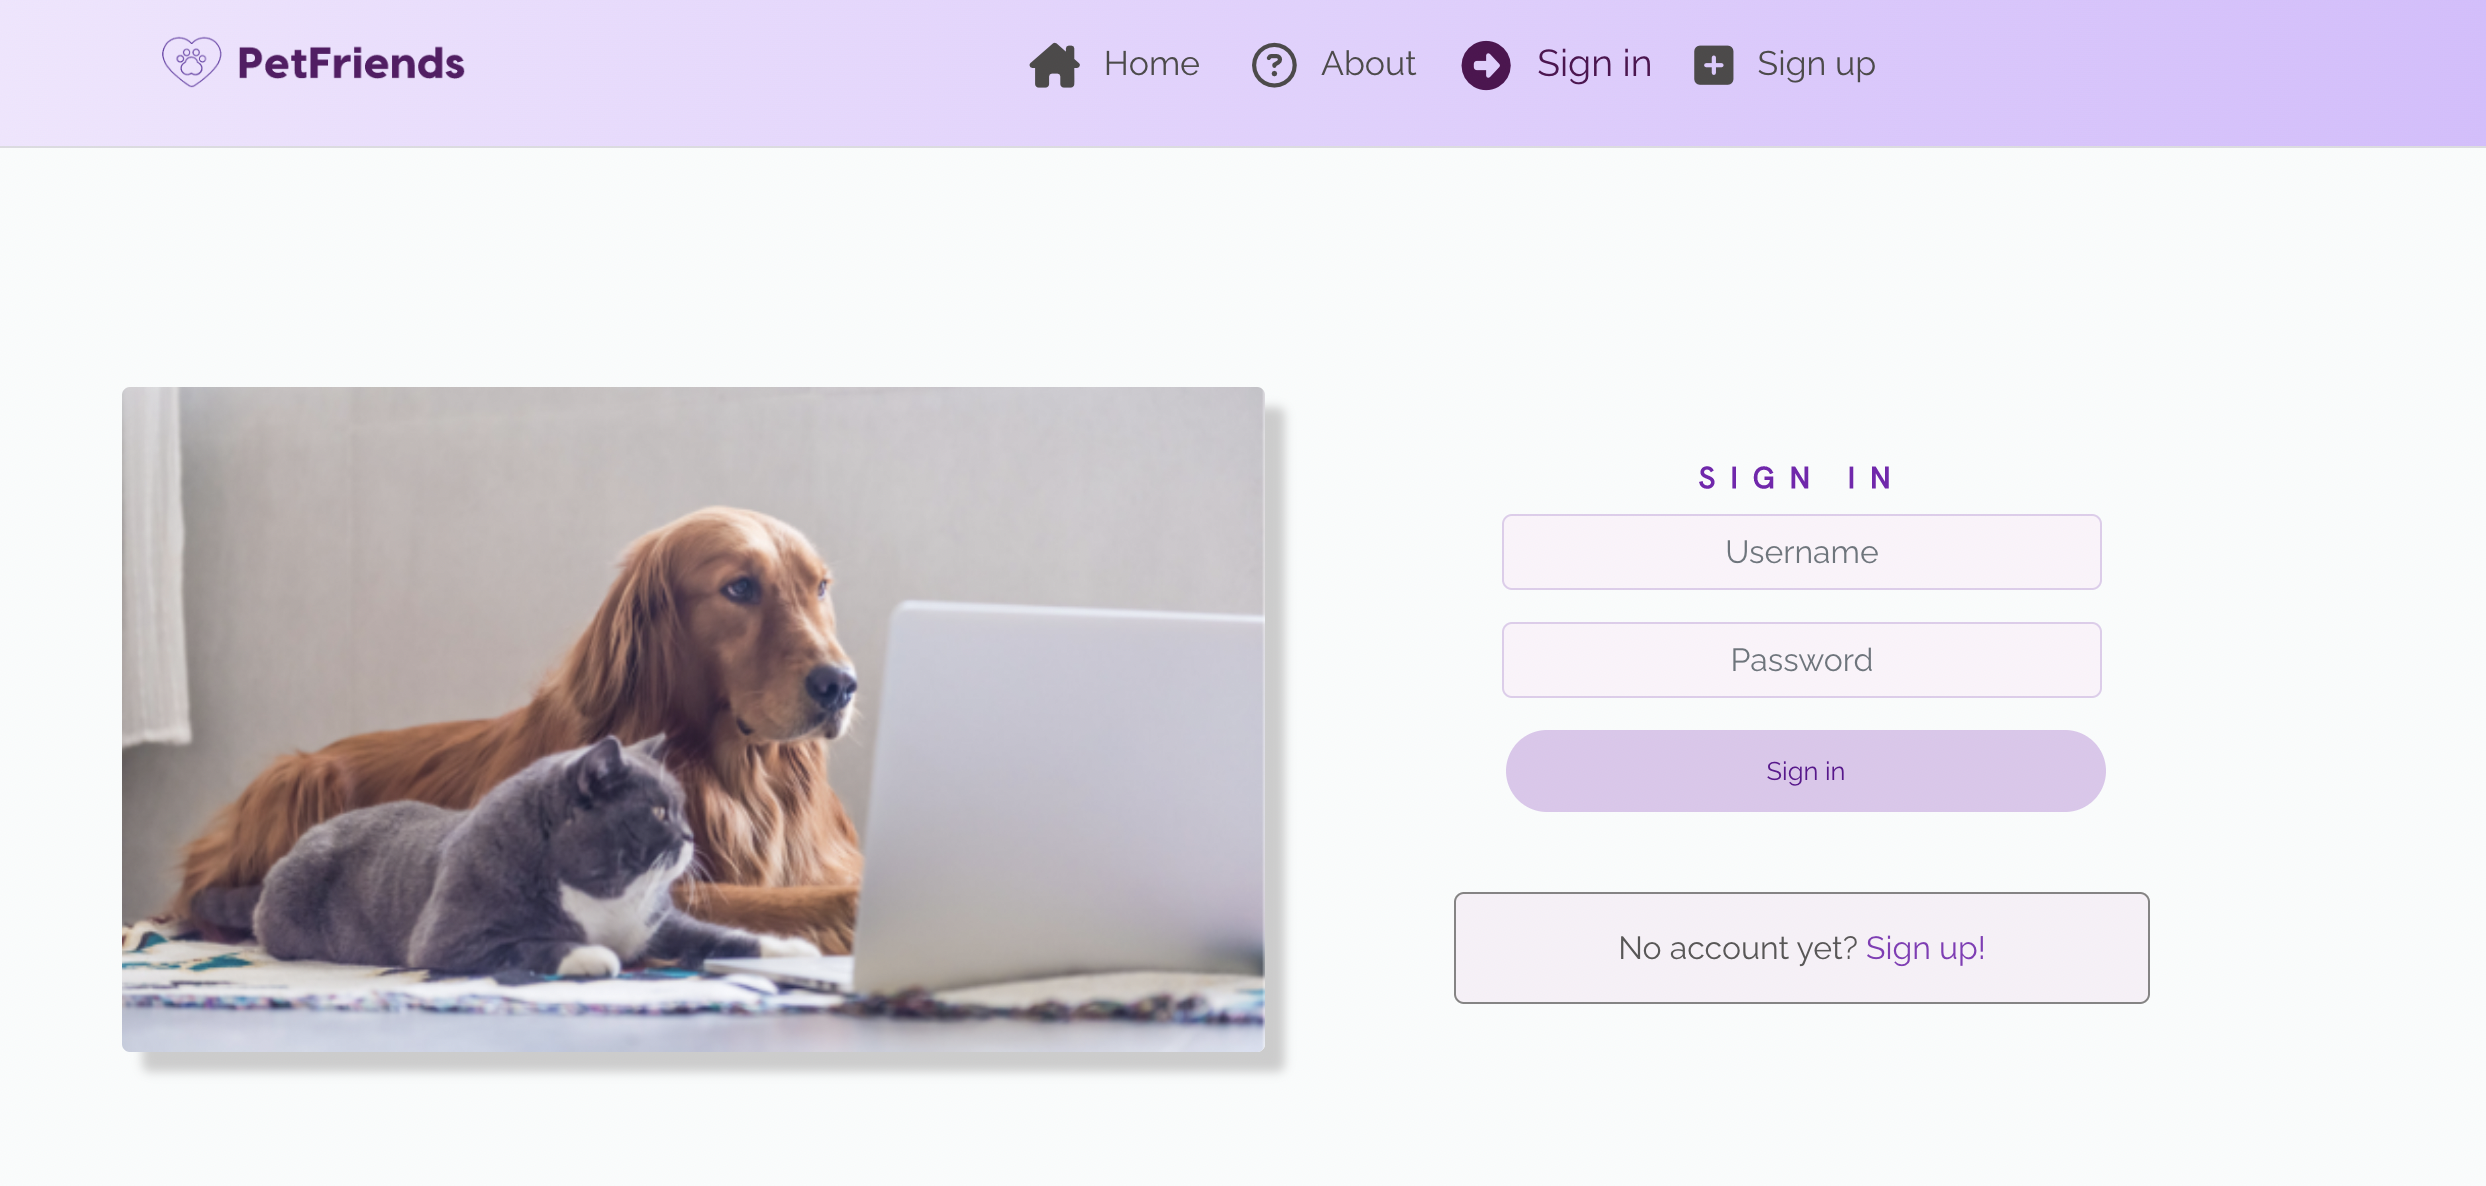 PetFriends
Home
About
Sign in
Sign up
SIGN IN
Username
Password
Sign in
No account yet? Sign up!